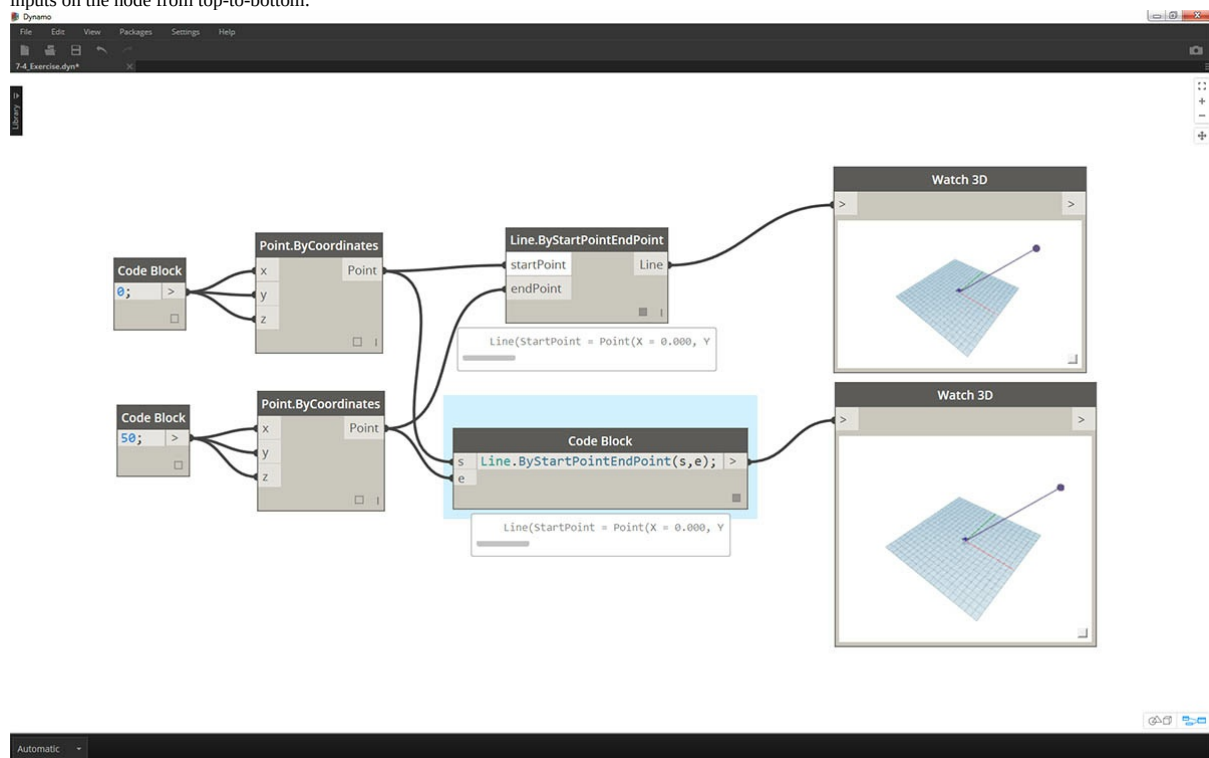 inputs on the node from top-to-bottom.
Dynamo
File Edit View Packages Settings Help
7-4_Exercise.dyn*
Library
Watch 3D
> >
Line.ByStartPointEndPoint
startPoint Line
endPoint
Line(StartPoint = Point(X = 0.000, Y
Point.ByCoordinates
x Point
y
z
Code Block
0; >
Watch 3D
> >
Point.ByCoordinates
x Point
y
z
Code Block
50; >
Code Block
s Line.ByStartPointEndPoint(s,e); >
e
Line(StartPoint = Point(X = 0.000, Y
Automatic